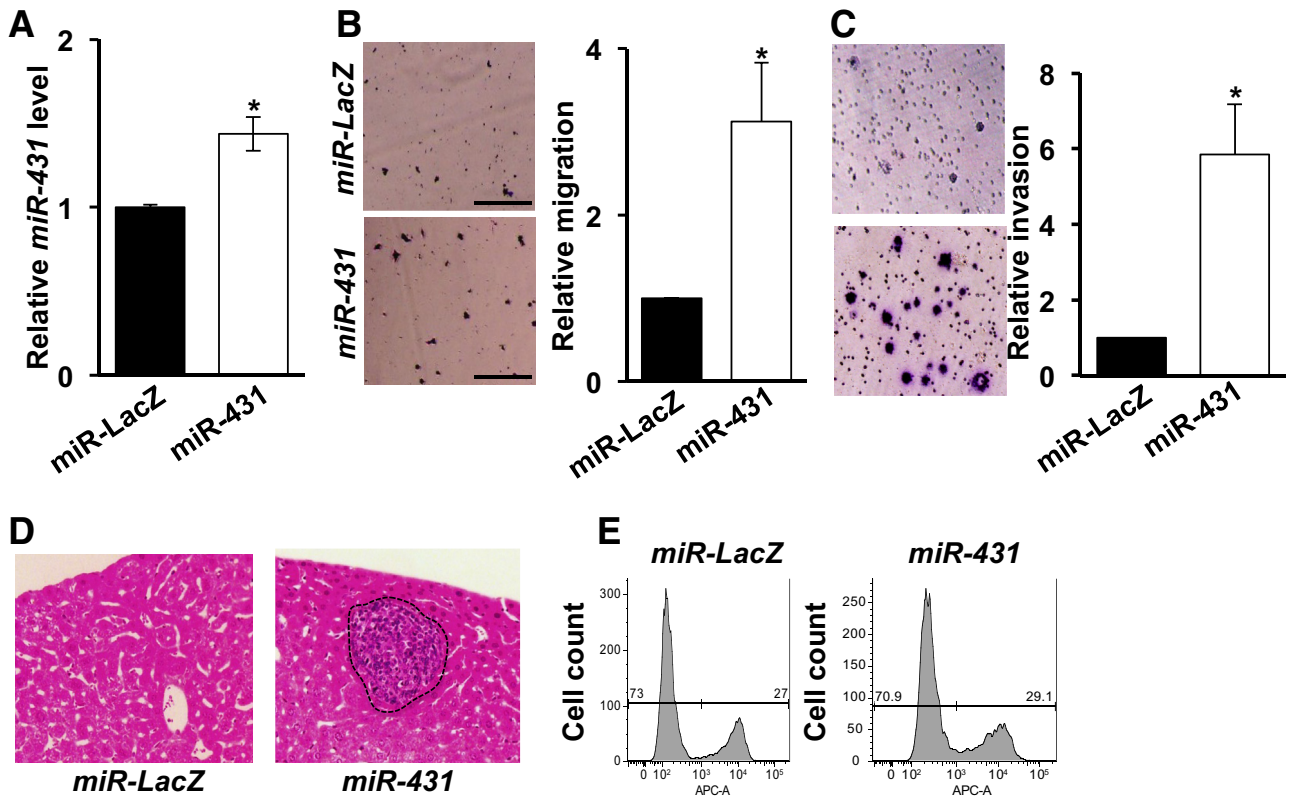 A
Relative miR-431 level
2
1
0
*
miR-LacZ
miR-431
B
miR-LacZ
miR-431
Relative migration
4
2
0
*
miR-LacZ
miR-431
C
Relative invasion
8
6
4
2
0
*
miR-LacZ
miR-431
D
miR-LacZ
miR-431
E
miR-LacZ
Cell count
300
200
100
0
73
27
0 10² 10³ 10⁴ 10⁵
APC-A
miR-431
Cell count
250
200
150
100
50
0
70.9
29.1
0 10² 10³ 10⁴ 10⁵
APC-A